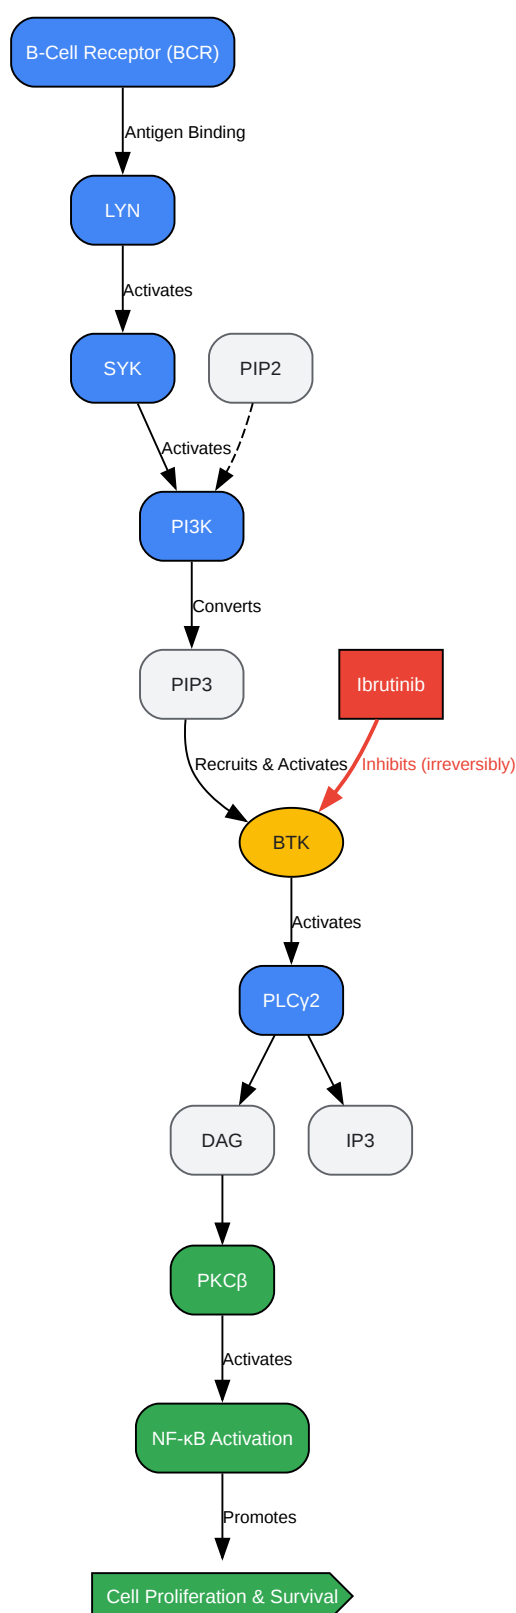 B-Cell Receptor (BCR)
Antigen Binding
LYN
Activates
SYK
PIP2
Activates
PI3K
Converts
PIP3
Ibrutinib
Recruits & Activates
Inhibits (irreversibly)
BTK
Activates
PLCγ2
DAG
IP3
PKCβ
Activates
NF-κB Activation
Promotes
Cell Proliferation & Survival